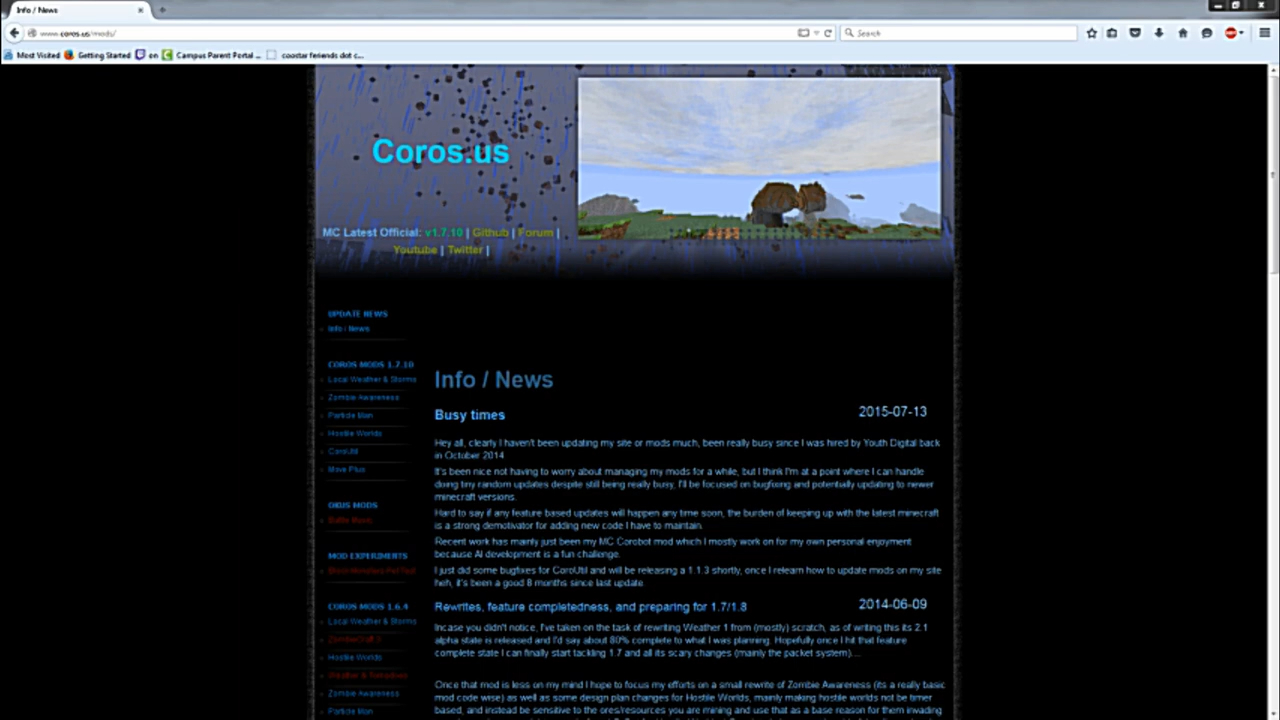 Info / News
www.coros.us/mods/
Search
Most Visited
Getting Started
en
Campus Parent Portal ...
coostar feriends dot c...
Coros.us
MC Latest Official: v1.7.10 | Github | Forum |
Youtube | Twitter |
UPDATE NEWS
Info / News
COROS MODS 1.7.10
Local Weather & Storms
Zombie Awareness
Particle Man
Hostile Worlds
CoroUtil
Move Plus
Info / News
Busy times
2015-07-13
Hey all, clearly I haven't been updating my site or mods much, been really busy since I was hired by Youth Digital back
in October 2014
It's been nice not having to worry about managing my mods for a while, but I think I'm at a point where I can handle
doing tiny random updates despite still being really busy, I'll be focused on bugfixing and potentially updating to newer
minecraft versions.
Hard to say if any feature based updates will happen any time soon, the burden of keeping up with the latest minecraft
is a strong demotivator for adding new code I have to maintain.
Recent work has mainly just been my MC Corobot mod which I mostly work on for my own personal enjoyment
because AI development is a fun challenge.
I just did some bugfixes for CoroUtil and will be releasing a 1.1.3 shortly, once I relearn how to update mods on my site
heh, it's been a good 8 months since last update.
MOD EXPERIMENTS
COROS MODS 1.6.4
Local Weather & Storms
Hostile Worlds
Zombie Awareness
Particle Man
Rewrites, feature completedness, and preparing for 1.7/1.8
2014-06-09
Incase you didn't notice, I've taken on the task of rewriting Weather 1 from (mostly) scratch, as of writing this its 2.1
alpha state is released and I'd say about 80% complete to what I was planning. Hopefully once I hit that feature
complete state I can finally start tackling 1.7 and all its scary changes (mainly the packet system)....
Once that mod is less on my mind I hope to focus my efforts on a small rewrite of Zombie Awareness (its a really basic
mod code wise) as well as some design plan changes for Hostile Worlds, mainly making hostile worlds not be timer
based, and instead be sensitive to the ores/resources you are mining and use that as a base reason for them invading